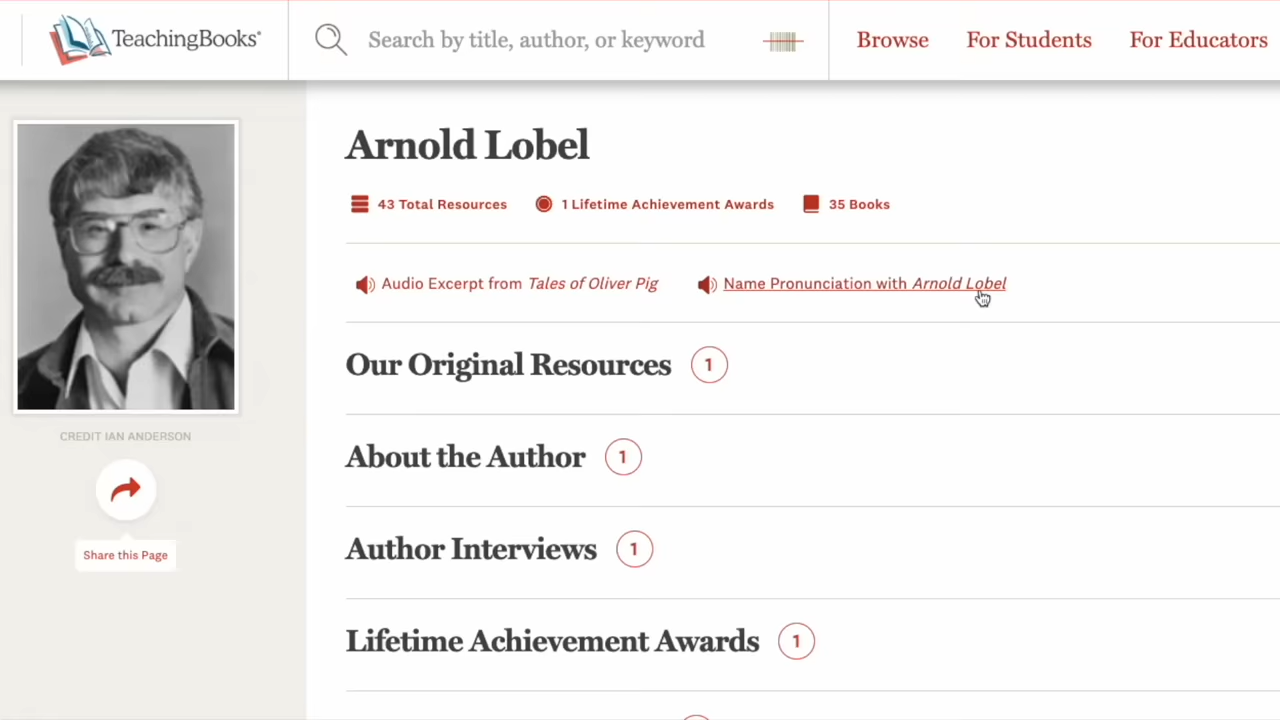 TeachingBooks®
Search by title, author, or keyword
Browse
For Students
For Educators
Arnold Lobel
43 Total Resources
1 Lifetime Achievement Awards
35 Books
Audio Excerpt from Tales of Oliver Pig
Name Pronunciation with Arnold Lobel
Our Original Resources 1
CREDIT IAN ANDERSON
About the Author 1
Share this Page
Author Interviews 1
Lifetime Achievement Awards 1